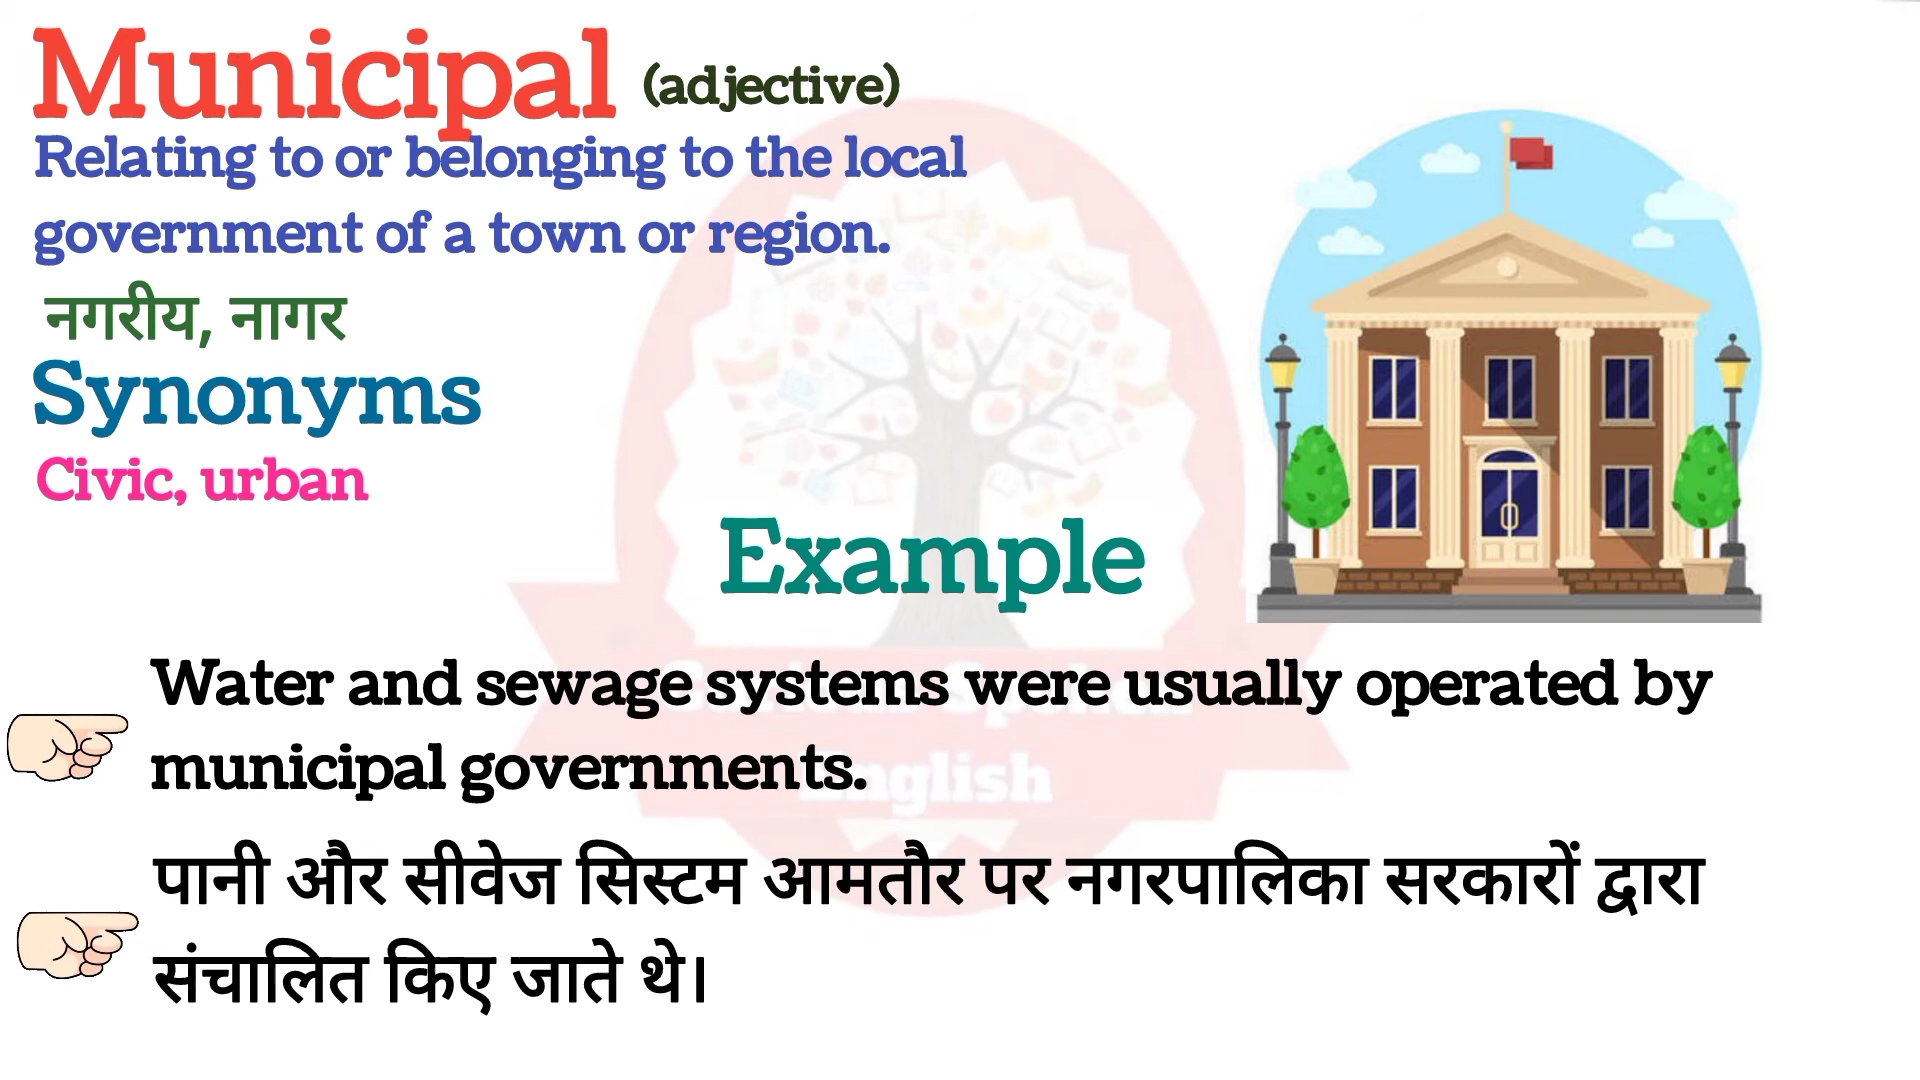 Municipal (adjective)
Relating to or belonging to the local
government of a town or region.
नगरीय, नागर
Synonyms
Civic, urban
Example
Water and sewage systems were usually operated by
municipal governments.
English
पानी और सीवेज सिस्टम आमतौर पर नगरपालिका सरकारों द्वारा
संचालित किए जाते थे।